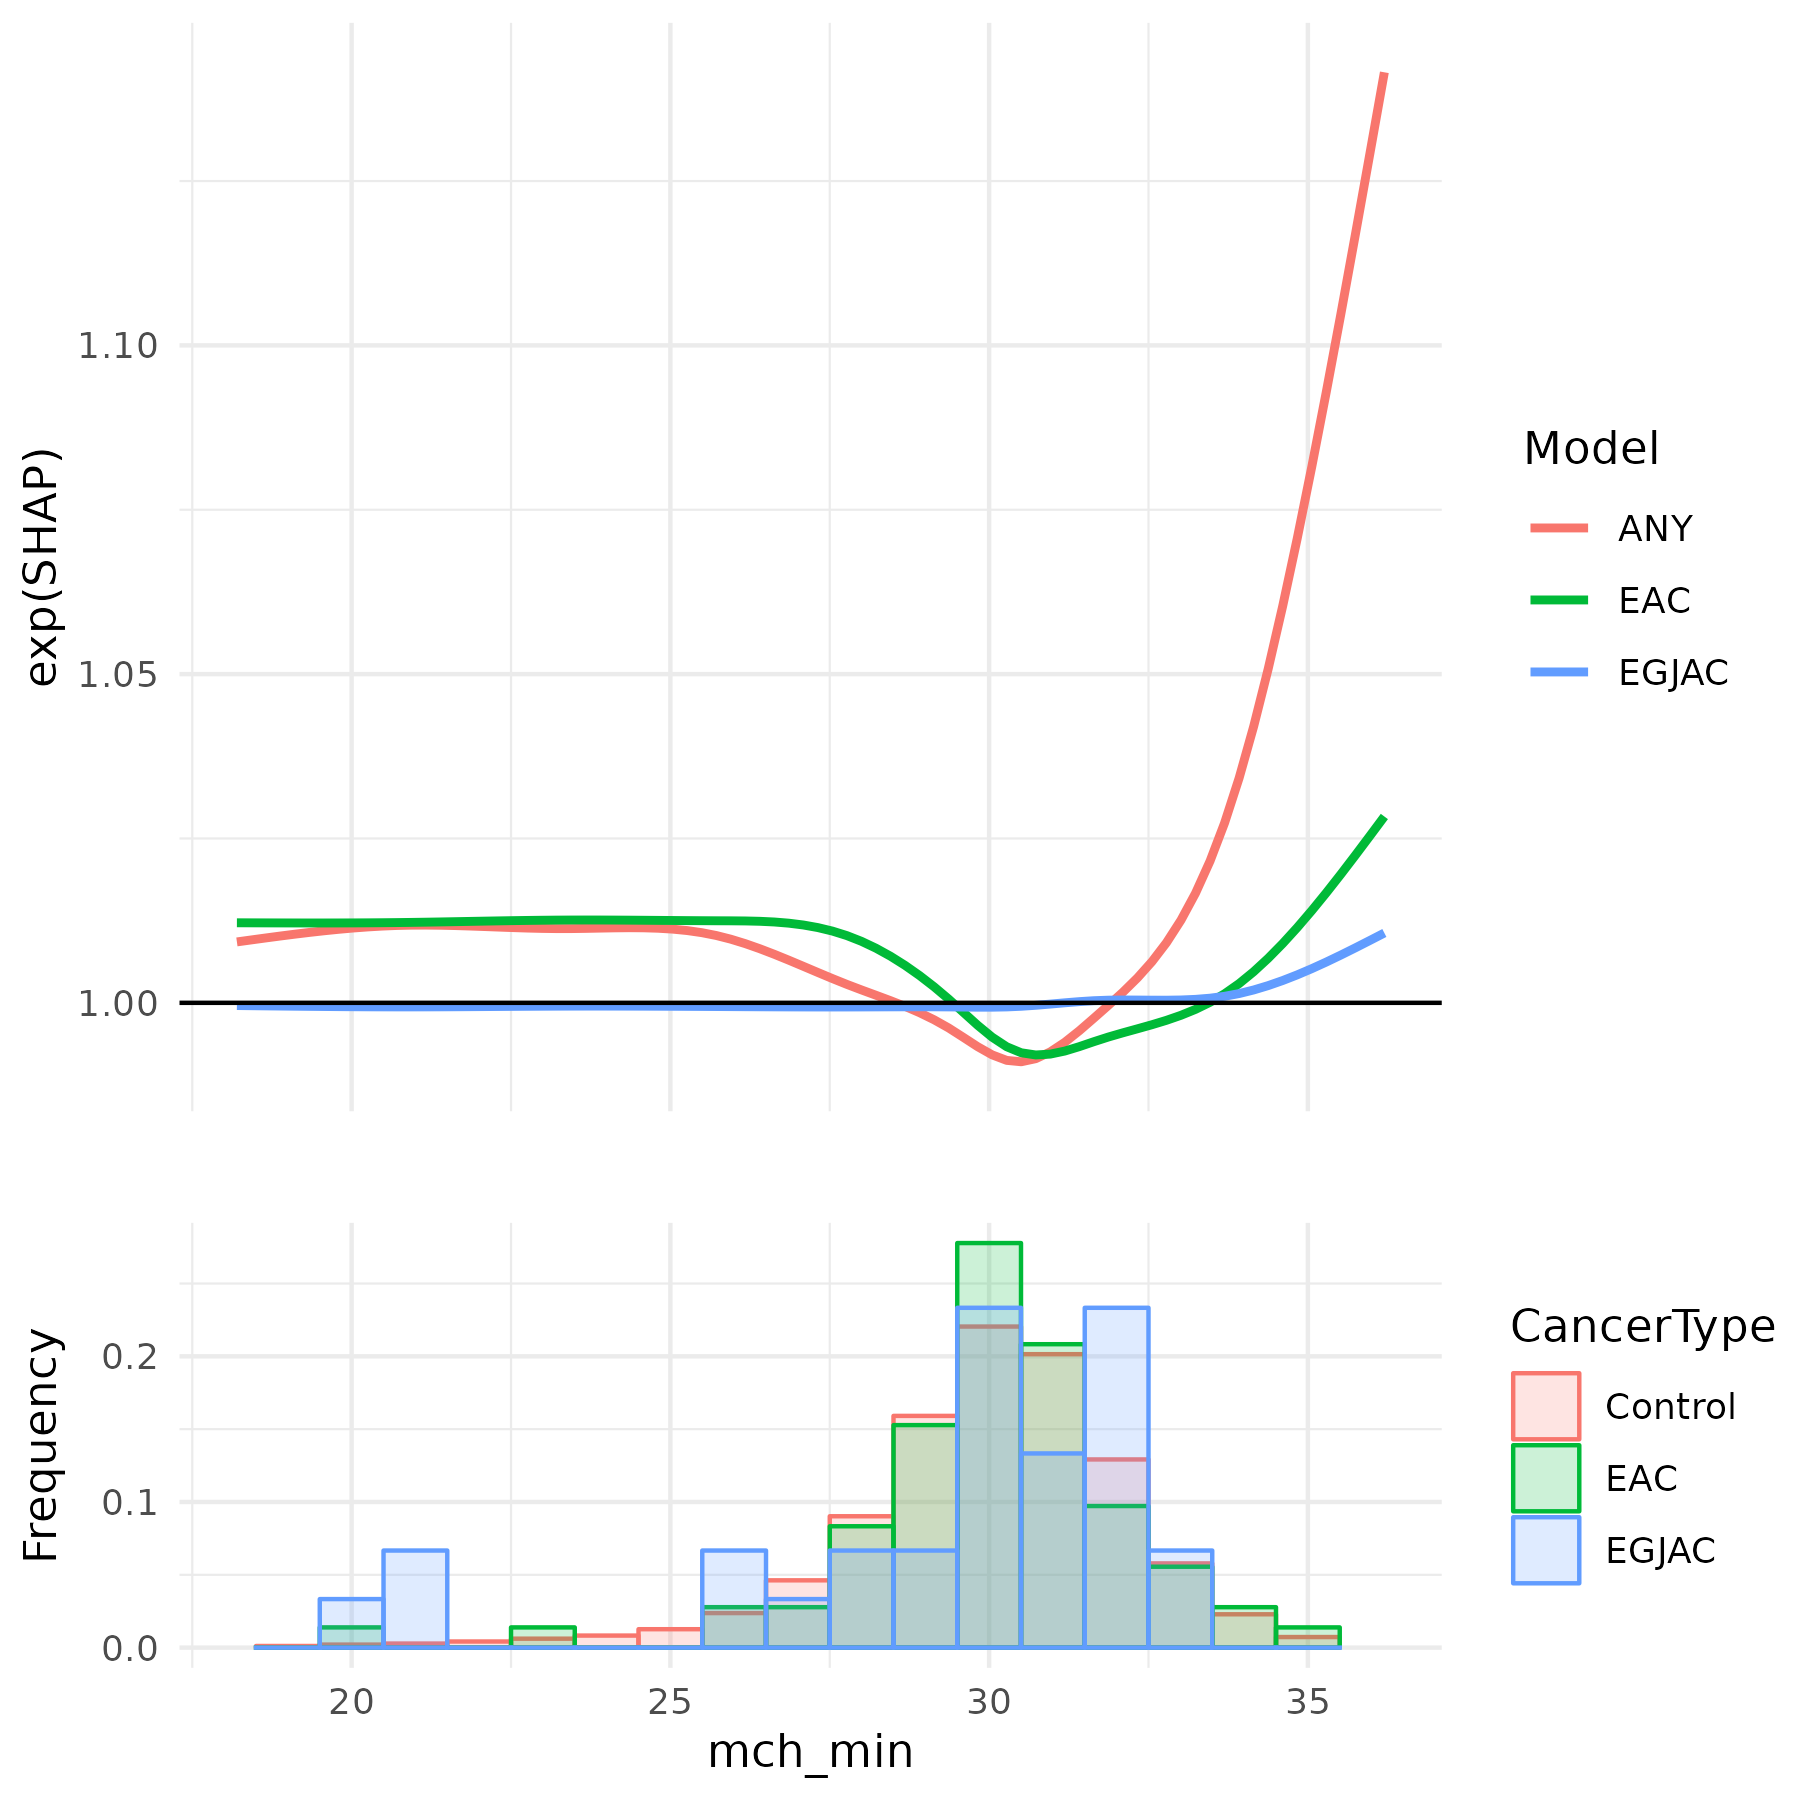 exp(SHAP)
1.10
1.05
1.00
Model
ANY
EAC
EGJAC
Frequency
0.2
0.1
0.0
20 25 30 35
mch_min
CancerType
Control
EAC
EGJAC